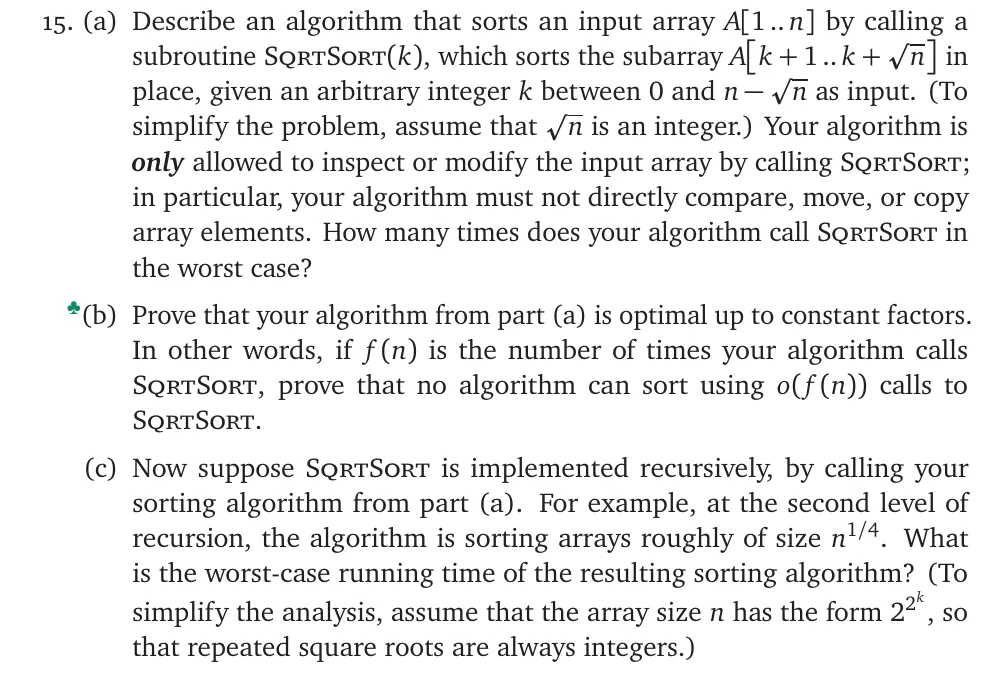 15. (a) Describe an algorithm that sorts an input array A[1 .. n] by calling a
subroutine SQRTSORT(k), which sorts the subarray A[k + 1 .. k + √n] in
place, given an arbitrary integer k between 0 and n − √n as input. (To
simplify the problem, assume that √n is an integer.) Your algorithm is
only allowed to inspect or modify the input array by calling SQRTSORT;
in particular, your algorithm must not directly compare, move, or copy
array elements. How many times does your algorithm call SQRTSORT in
the worst case?
♣(b) Prove that your algorithm from part (a) is optimal up to constant factors.
In other words, if f(n) is the number of times your algorithm calls
SQRTSORT, prove that no algorithm can sort using o(f(n)) calls to
SQRTSORT.
(c) Now suppose SQRTSORT is implemented recursively, by calling your
sorting algorithm from part (a). For example, at the second level of
recursion, the algorithm is sorting arrays roughly of size n^{1/4}. What
is the worst-case running time of the resulting sorting algorithm? (To
simplify the analysis, assume that the array size n has the form 2^{2^k}, so
that repeated square roots are always integers.)